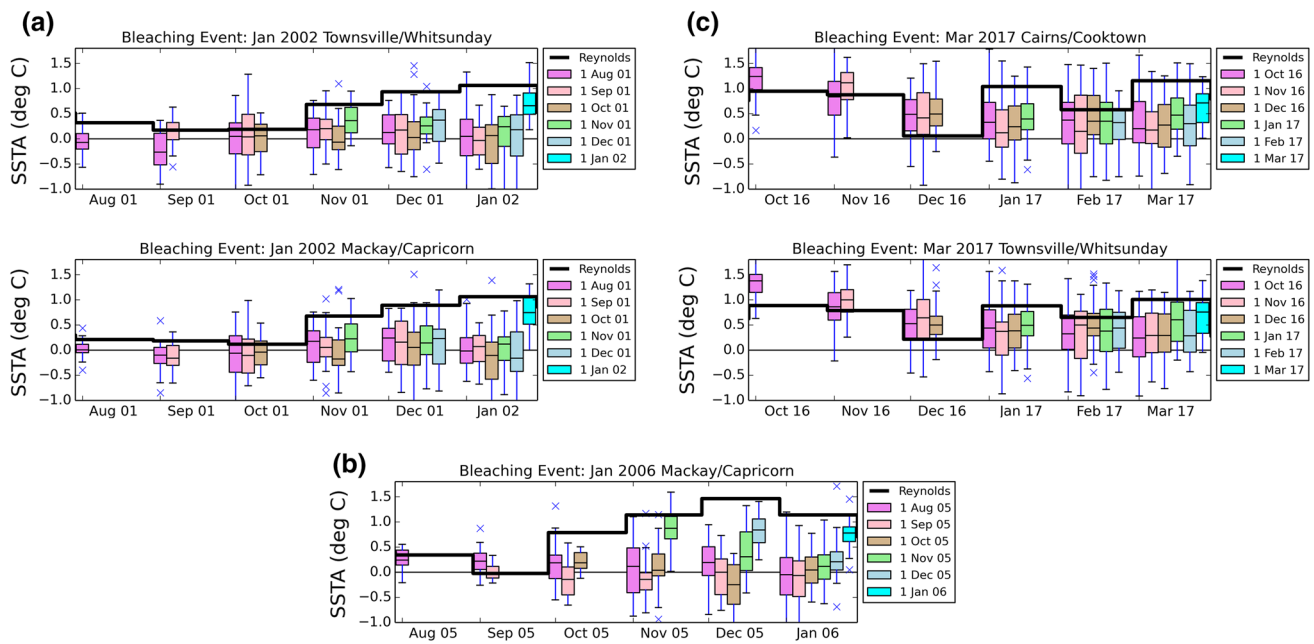 (a)
Bleaching Event: Jan 2002 Townsville/Whitsunday
SSTA (deg C)
1.5
1.0
0.5
0.0
−0.5
−1.0
Aug 01 Sep 01 Oct 01 Nov 01 Dec 01 Jan 02
Reynolds
1 Aug 01
1 Sep 01
1 Oct 01
1 Nov 01
1 Dec 01
1 Jan 02
Bleaching Event: Jan 2002 Mackay/Capricorn
SSTA (deg C)
1.5
1.0
0.5
0.0
−0.5
−1.0
Aug 01 Sep 01 Oct 01 Nov 01 Dec 01 Jan 02
Reynolds
1 Aug 01
1 Sep 01
1 Oct 01
1 Nov 01
1 Dec 01
1 Jan 02
(c)
Bleaching Event: Mar 2017 Cairns/Cooktown
SSTA (deg C)
1.5
1.0
0.5
0.0
−0.5
−1.0
Oct 16 Nov 16 Dec 16 Jan 17 Feb 17 Mar 17
Reynolds
1 Oct 16
1 Nov 16
1 Dec 16
1 Jan 17
1 Feb 17
1 Mar 17
Bleaching Event: Mar 2017 Townsville/Whitsunday
SSTA (deg C)
1.5
1.0
0.5
0.0
−0.5
−1.0
Oct 16 Nov 16 Dec 16 Jan 17 Feb 17 Mar 17
Reynolds
1 Oct 16
1 Nov 16
1 Dec 16
1 Jan 17
1 Feb 17
1 Mar 17
(b)
Bleaching Event: Jan 2006 Mackay/Capricorn
SSTA (deg C)
1.5
1.0
0.5
0.0
−0.5
−1.0
Aug 05 Sep 05 Oct 05 Nov 05 Dec 05 Jan 06
Reynolds
1 Aug 05
1 Sep 05
1 Oct 05
1 Nov 05
1 Dec 05
1 Jan 06